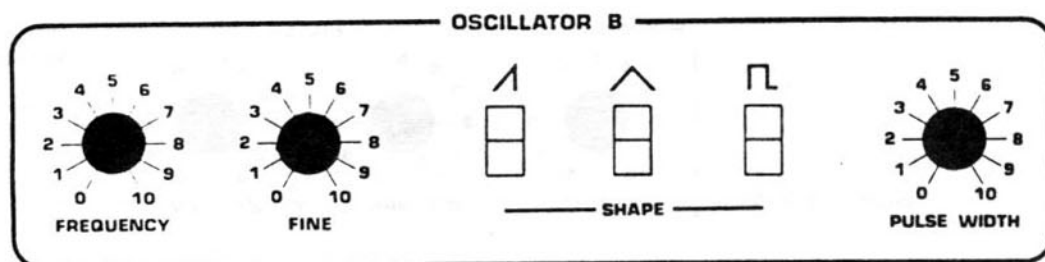 OSCILLATOR B
0 1 2 3 4 5 6 7 8 9 10
FREQUENCY
0 1 2 3 4 5 6 7 8 9 10
FINE
SHAPE
0 1 2 3 4 5 6 7 8 9 10
PULSE WIDTH